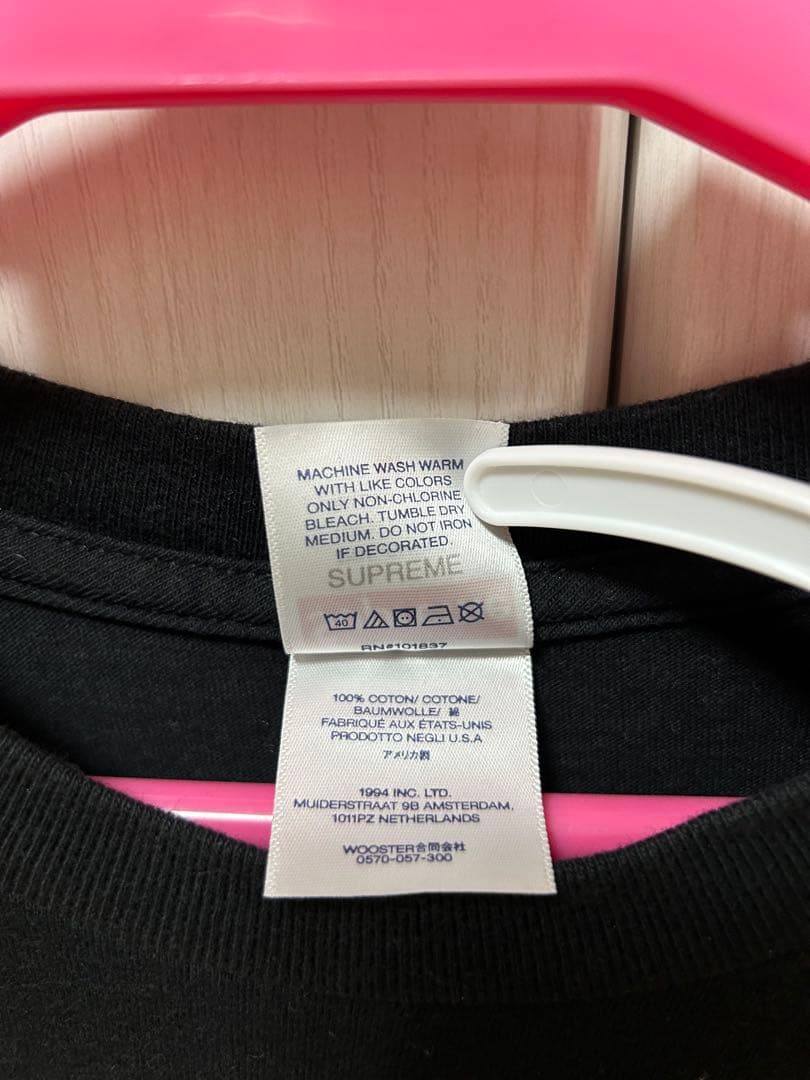 MACHINE WASH WARM
WITH LIKE COLORS
ONLY NON-CHLORINE
BLEACH. TUMBLE DRY
MEDIUM. DO NOT IRON
IF DECORATED.
SUPREME
40
RN#101837
100% COTON/ COTONE/
BAUMWOLLE/ 綿
FABRIQUÉ AUX ÉTATS-UNIS
PRODOTTO NEGLI U.S.A
アメリカ製
1994 INC. LTD.
MUIDERSTRAAT 9B AMSTERDAM,
1011PZ NETHERLANDS
WOOSTER合同会社
0570-057-300